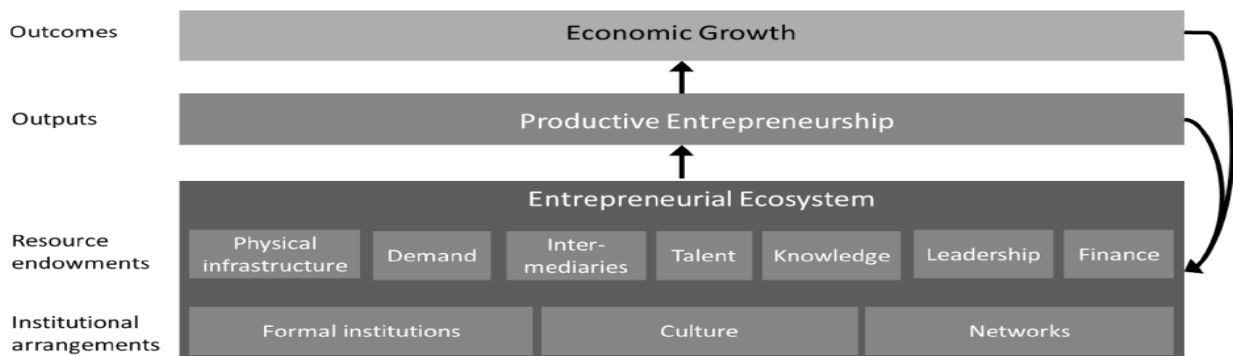 Outcomes
Economic Growth
Outputs
Productive Entrepreneurship
Entrepreneurial Ecosystem
Resource
endowments
Physical
infrastructure
Demand
Inter-
mediaries
Talent
Knowledge
Leadership
Finance
Institutional
arrangements
Formal institutions
Culture
Networks